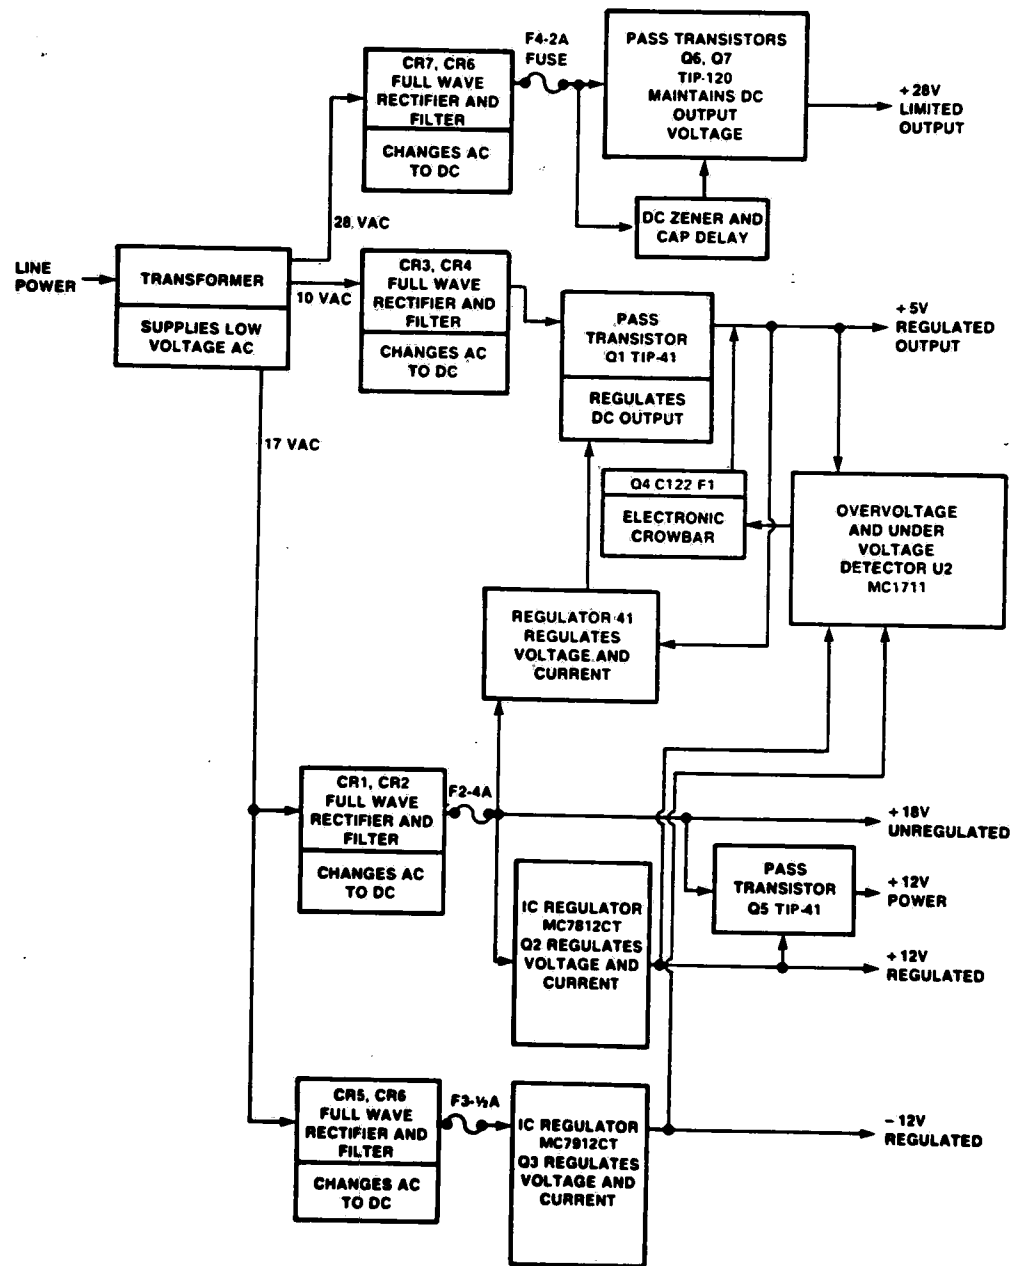 F4-2A
FUSE
PASS TRANSISTORS
Q6, Q7
TIP-120
MAINTAINS DC
OUTPUT
VOLTAGE
+28V
LIMITED
OUTPUT
CR7, CR6
FULL WAVE
RECTIFIER AND
FILTER
CHANGES AC
TO DC
DC ZENER AND
CAP DELAY
28 VAC
LINE
POWER
TRANSFORMER
SUPPLIES LOW
VOLTAGE AC
10 VAC
CR3, CR4
FULL WAVE
RECTIFIER AND
FILTER
CHANGES AC
TO DC
PASS
TRANSISTOR
Q1 TIP-41
REGULATES
DC OUTPUT
+5V
REGULATED
OUTPUT
17 VAC
Q4 C122 F1
ELECTRONIC
CROWBAR
OVERVOLTAGE
AND UNDER
VOLTAGE
DETECTOR U2
MC1711
REGULATOR 41
REGULATES
VOLTAGE AND
CURRENT
CR1, CR2
FULL WAVE
RECTIFIER AND
FILTER
CHANGES AC
TO DC
F2-4A
+18V
UNREGULATED
PASS
TRANSISTOR
Q5 TIP-41
+12V
POWER
IC REGULATOR
MC7812CT
Q2 REGULATES
VOLTAGE AND
CURRENT
+12V
REGULATED
CR5, CR6
FULL WAVE
RECTIFIER AND
FILTER
CHANGES AC
TO DC
F3-½A
IC REGULATOR
MC7912CT
Q3 REGULATES
VOLTAGE AND
CURRENT
-12V
REGULATED